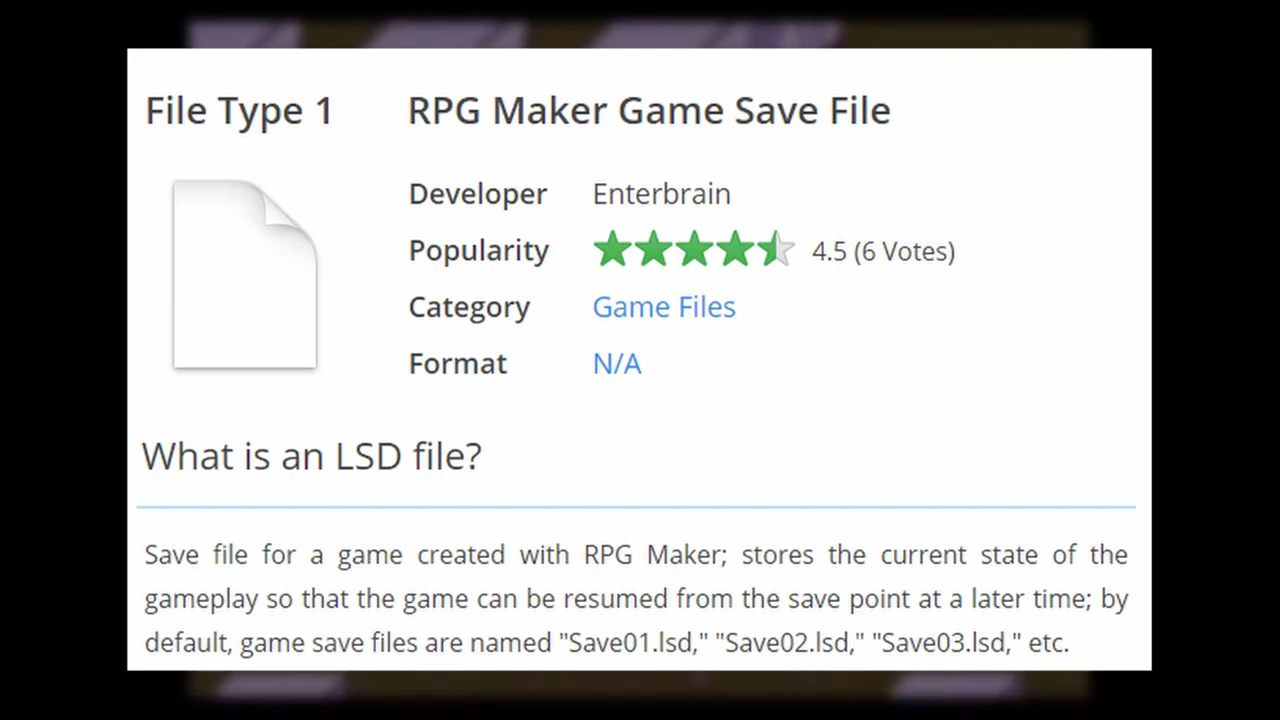 File Type 1 RPG Maker Game Save File
Developer Enterbrain
Popularity 4.5 (6 Votes)
Category Game Files
Format N/A
What is an LSD file?
Save file for a game created with RPG Maker; stores the current state of the
gameplay so that the game can be resumed from the save point at a later time; by
default, game save files are named "Save01.lsd," "Save02.lsd," "Save03.lsd," etc.